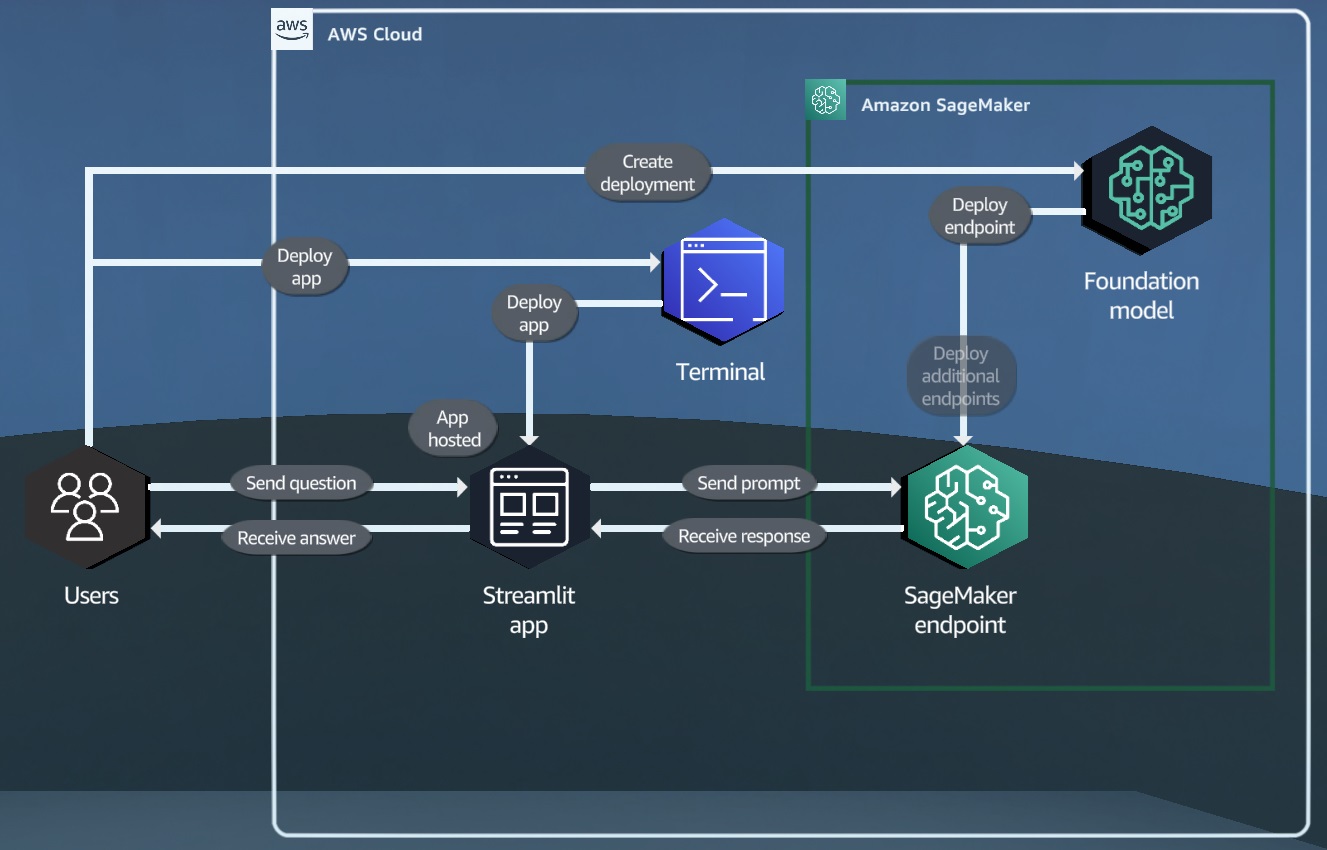 aws
AWS Cloud
Amazon SageMaker
Create
deployment
Deploy
endpoint
Deploy
app
Foundation
model
Deploy
app
Terminal
Deploy
additional
endpoints
App
hosted
Send question
Send prompt
Receive answer
Receive response
Users
Streamlit
app
SageMaker
endpoint